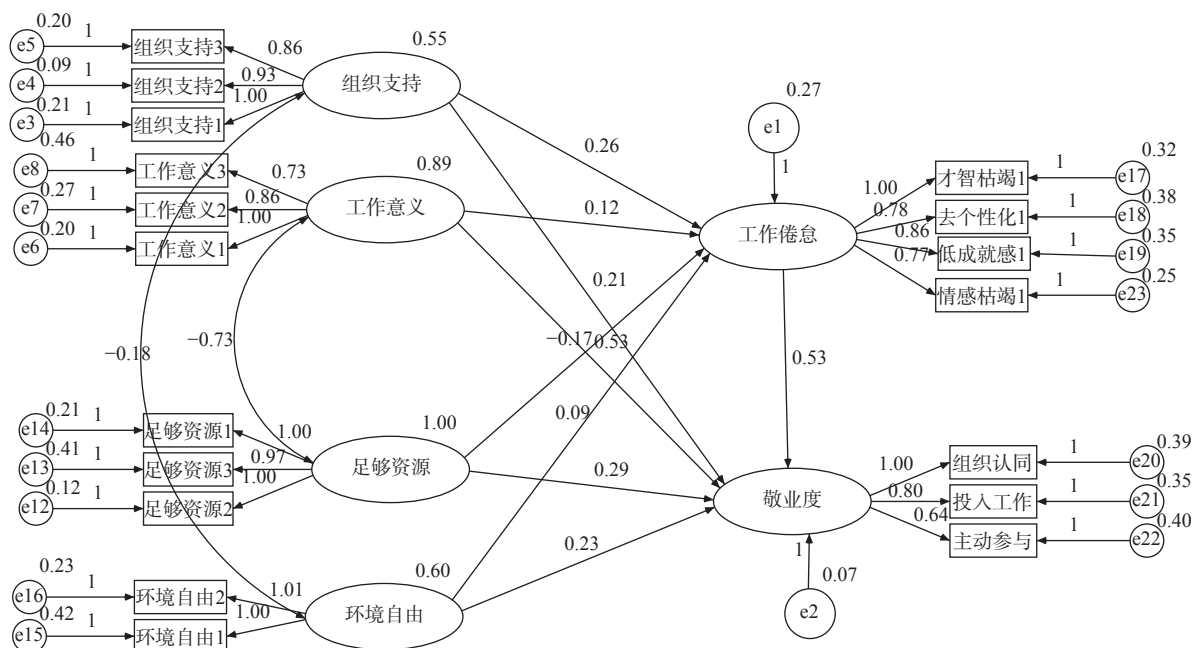 0.20
e5
1
组织支持3
0.86
0.55
0.09
e4
1
组织支持2
0.93
组织支持
0.21
e3
1
组织支持1
1.00
0.46
e8
1
工作意义3
0.73
0.89
0.27
e7
1
工作意义2
0.86
工作意义
0.20
e6
1
工作意义1
1.00
−0.73
−0.18
0.21
e14
1
足够资源1
1.00
1.00
0.41
e13
1
足够资源3
0.97
足够资源
0.12
e12
1
足够资源2
1.00
0.23
e16
1
环境自由2
1.01
0.60
0.42
e15
1
环境自由1
1.00
环境自由
0.26
0.12
0.21
−0.17
0.53
0.09
0.29
0.23
0.27
e1
1
工作倦怠
0.53
敬业度
1
0.07
e2
1.00
才智枯竭1
1
0.32
e17
0.78
去个性化1
1
0.38
e18
0.86
低成就感1
1
0.35
e19
0.77
情感枯竭1
1
0.25
e23
1.00
组织认同
1
0.39
e20
0.80
投入工作
1
0.35
e21
0.64
主动参与
1
0.40
e22